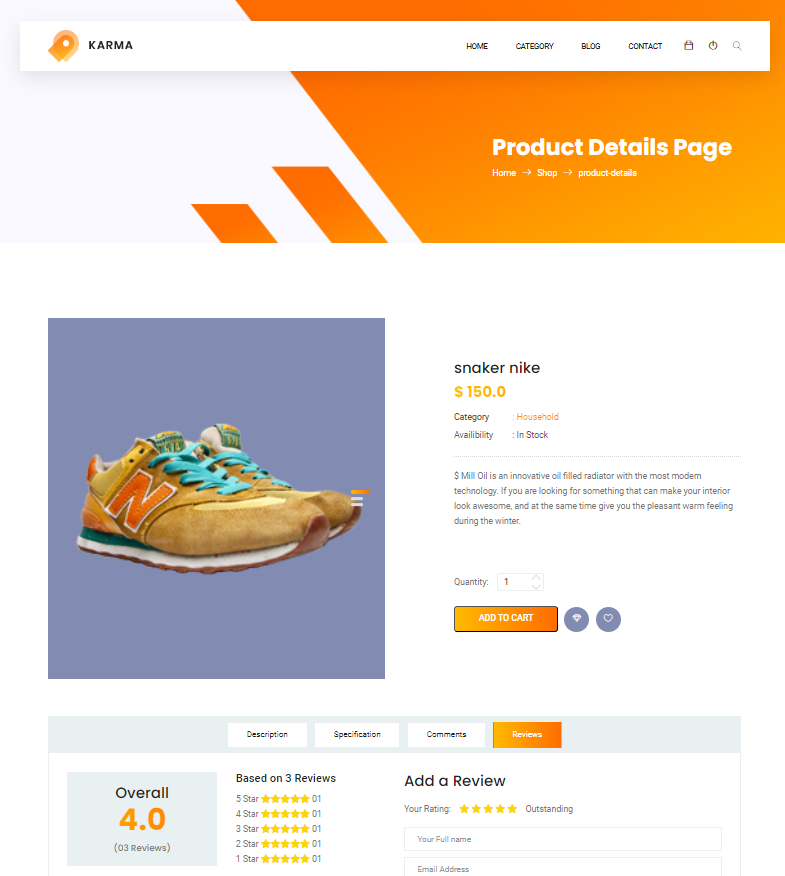 KARMA
HOME CATEGORY BLOG CONTACT
Product Details Page
Home → Shop → product-details
N
snaker nike
$ 150.0
Category : Household
Availibility : In Stock
$ Mill Oil is an innovative oil filled radiator with the most modern
technology. If you are looking for something that can make your interior
look awesome, and at the same time give you the pleasant warm feeling
during the winter.
Quantity: 1
ADD TO CART
Description Specification Comments Reviews
Overall
4.0
(03 Reviews)
Based on 3 Reviews
5 Star 01
4 Star 01
3 Star 01
2 Star 01
1 Star 01
Add a Review
Your Rating: Outstanding
Your Full name
Email Address